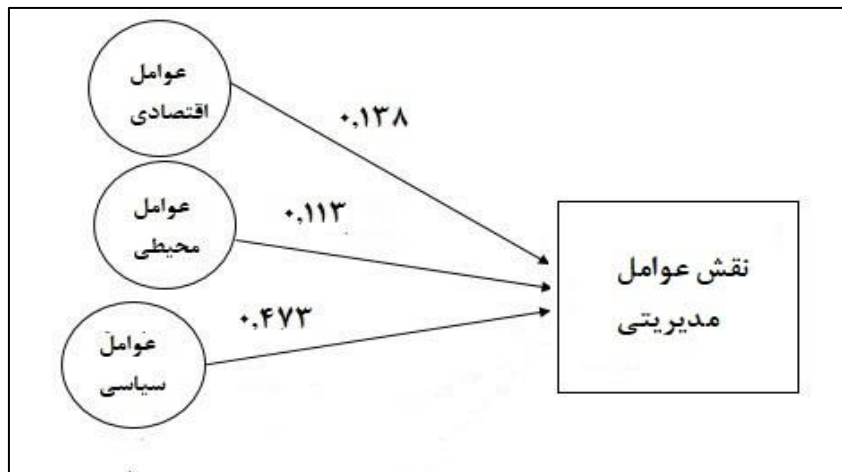 عوامل
اقتصادی
۰,۱۳۸
عوامل
محیطی
۰,۱۱۳
نقش عوامل
مدیریتی
۰,۴۷۳
عوامل
سیاسی